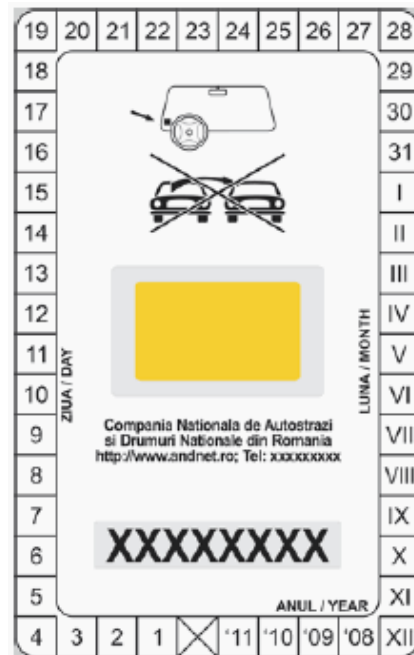 19 20 21 22 23 24 25 26 27 28
18 29
17 30
16 31
15 I
14 II
13 III
12 IV
11 V
10 VI
9 VII
8 VIII
7 IX
6 X
5 XI
4 3 2 1 '11 '10 '09 '08 XII
ZIUA / DAY
LUNA / MONTH
Compania Nationala de Autostrazi
si Drumuri Nationale din Romania
http://www.andnet.ro; Tel: xxxxxxxxx
XXXXXXXX
ANUL / YEAR